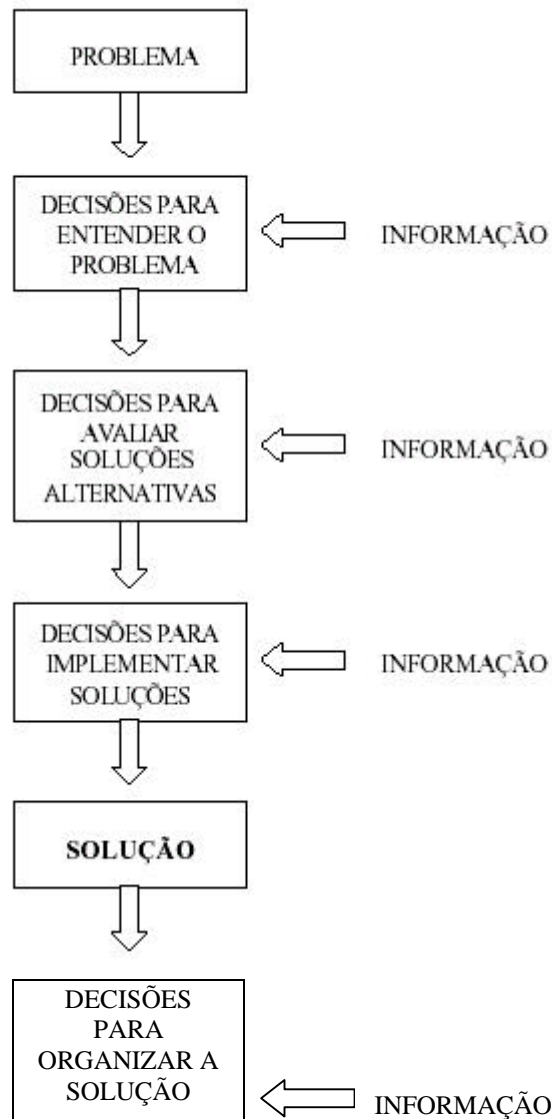 PROBLEMA
DECISÕES PARA
ENTENDER O
PROBLEMA
INFORMAÇÃO
DECISÕES PARA
AVALIAR
SOLUÇÕES
ALTERNATIVAS
INFORMAÇÃO
DECISÕES PARA
IMPLEMENTAR
SOLUÇÕES
INFORMAÇÃO
SOLUÇÃO
DECISÕES
PARA
ORGANIZAR A
SOLUÇÃO
INFORMAÇÃO